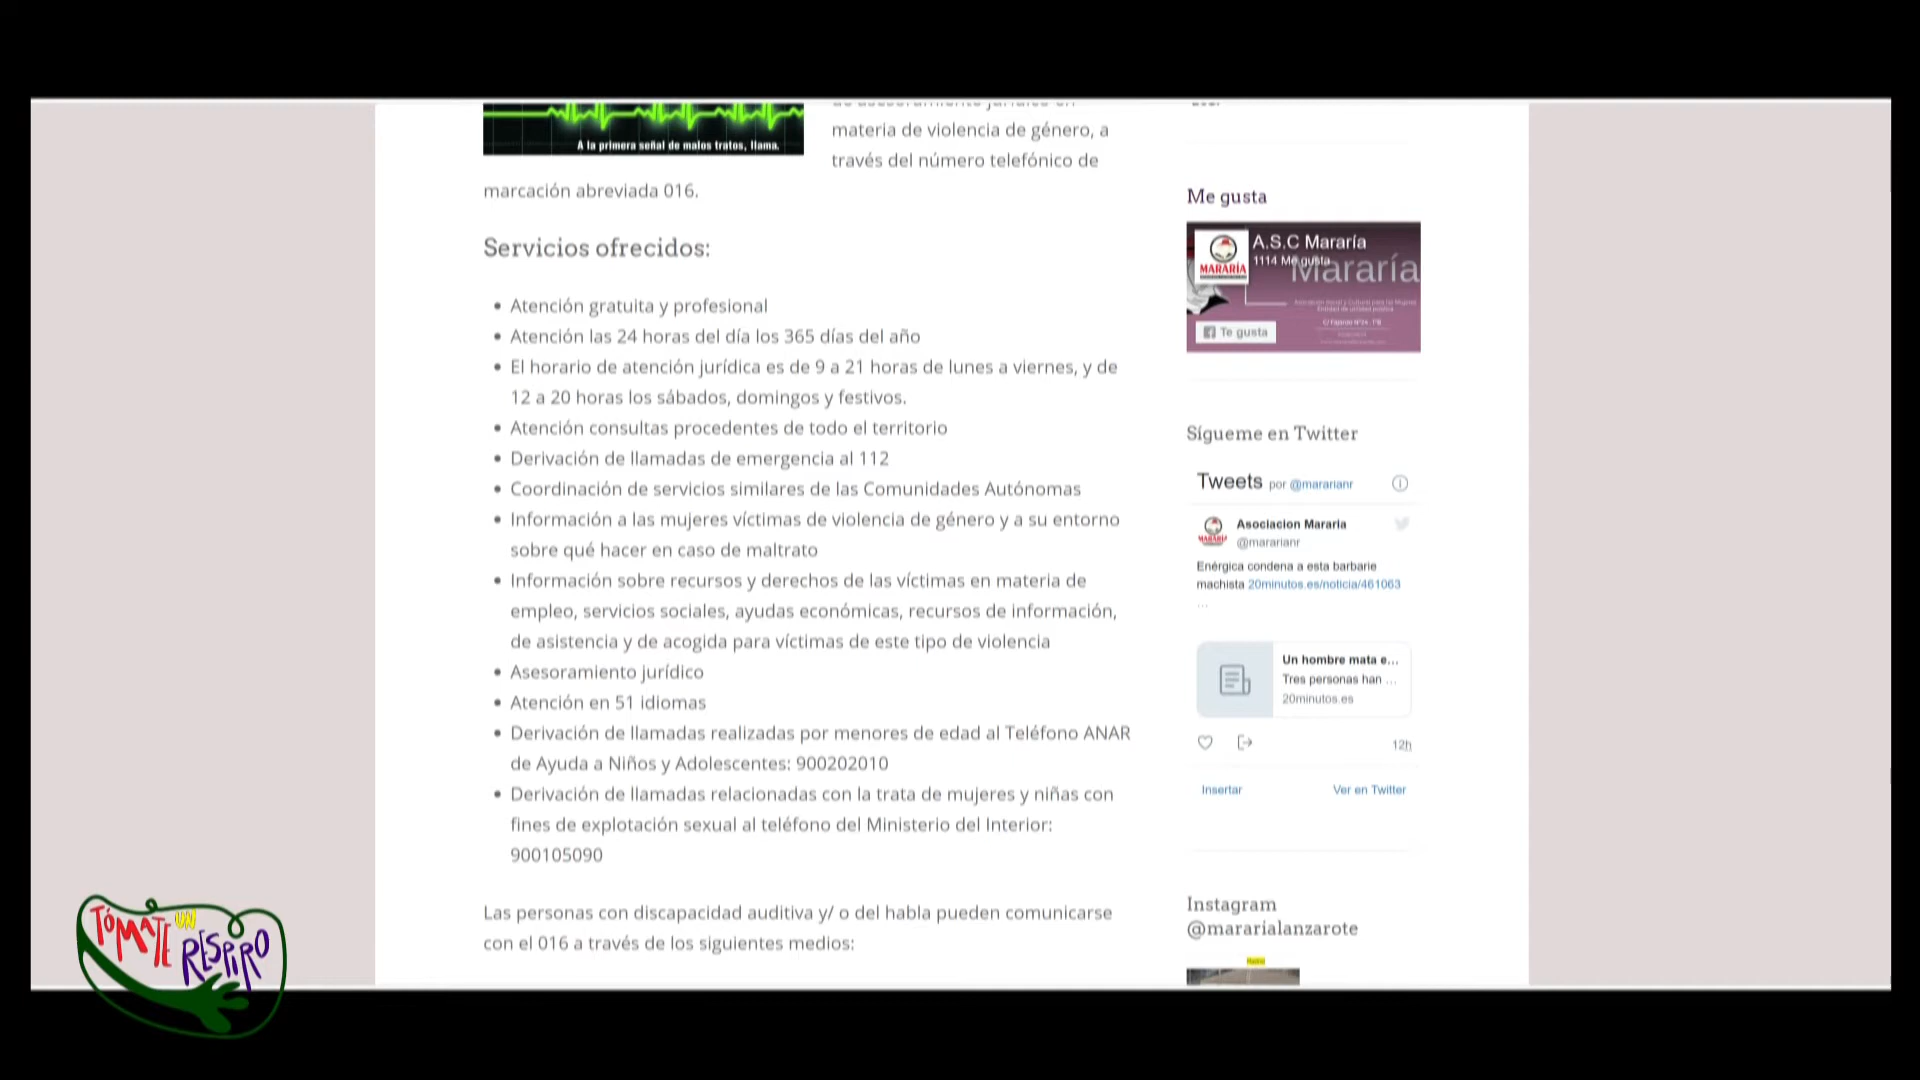 A la primera señal de malos tratos, llama.
materia de violencia de género, a
través del número telefónico de
marcación abreviada 016.
Servicios ofrecidos:
Atención gratuita y profesional
Atención las 24 horas del día los 365 días del año
El horario de atención jurídica es de 9 a 21 horas de lunes a viernes, y de
12 a 20 horas los sábados, domingos y festivos.
Atención consultas procedentes de todo el territorio
Derivación de llamadas de emergencia al 112
Coordinación de servicios similares de las Comunidades Autónomas
Información a las mujeres víctimas de violencia de género y a su entorno
sobre qué hacer en caso de maltrato
Información sobre recursos y derechos de las víctimas en materia de
empleo, servicios sociales, ayudas económicas, recursos de información,
de asistencia y de acogida para víctimas de este tipo de violencia
Asesoramiento jurídico
Atención en 51 idiomas
Derivación de llamadas realizadas por menores de edad al Teléfono ANAR
de Ayuda a Niños y Adolescentes: 900202010
Derivación de llamadas relacionadas con la trata de mujeres y niñas con
fines de explotación sexual al teléfono del Ministerio del Interior:
900105090
Las personas con discapacidad auditiva y/ o del habla pueden comunicarse
con el 016 a través de los siguientes medios:
Me gusta
A.S.C Mararía
1114 Me gusta
Mararía
MARARÍA
Te gusta
Sígueme en Twitter
Tweets por @mararianr
Asociacion Mararia
@mararianr
Enérgica condena a esta barbarie
machista 20minutos.es/noticia/461063
…
Un hombre mata e...
Tres personas han ...
20minutos.es
12h
Insertar
Ver en Twitter
Instagram
@mararialanzarote
TÓMATE UN RESPIRO